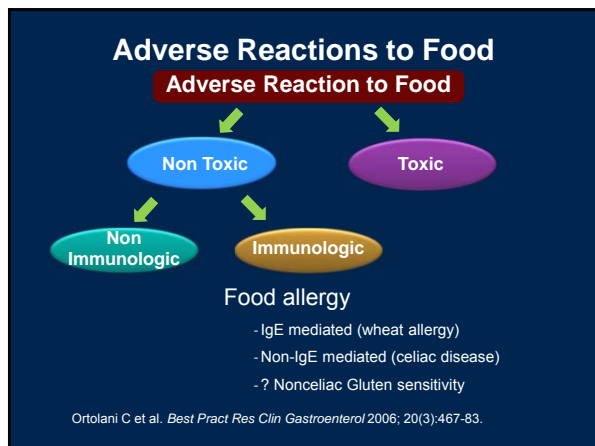 Adverse Reactions to Food
Adverse Reaction to Food
Non Toxic
Toxic
Non
Immunologic
Immunologic
Food allergy
- IgE mediated (wheat allergy)
- Non-IgE mediated (celiac disease)
- ? Nonceliac Gluten sensitivity
Ortolani C et al. Best Pract Res Clin Gastroenterol 2006; 20(3):467-83.